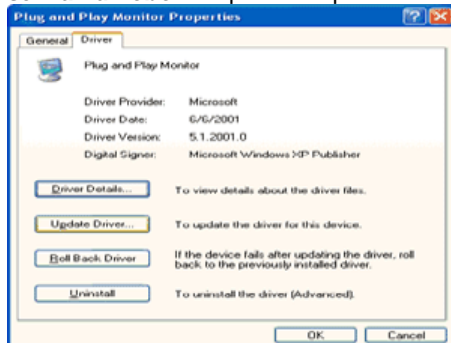 Plug and Play Monitor Properties
General Driver
Plug and Play Monitor
Driver Provider: Microsoft
Driver Date: 6/6/2001
Driver Version: 5.1.2001.0
Digital Signer: Microsoft Windows XP Publisher
Driver Details... To view details about the driver files.
Update Driver... To update the driver for this device.
Roll Back Driver If the device fails after updating the driver, roll
back to the previously installed driver.
Uninstall To uninstall the driver (Advanced).
OK Cancel